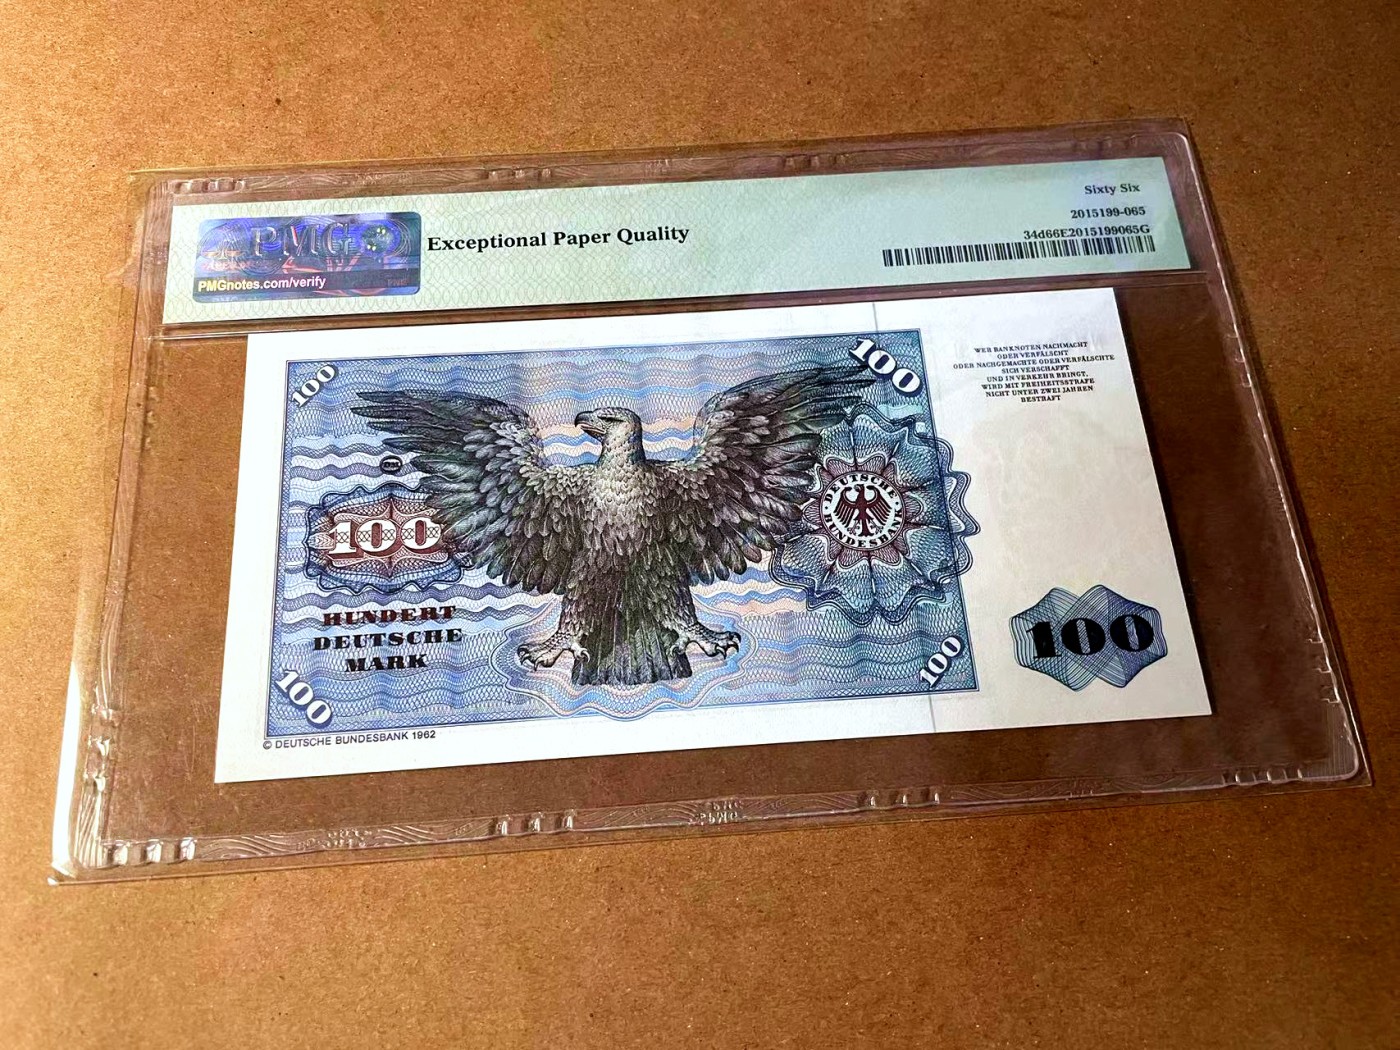 Sixty Six
2015199-065
34d66E2015199065G
PMG
PMGnotes.com/verify
Exceptional Paper Quality
100
100
WER BANKNOTEN NACHMACHT
ODER VERFÄLSCHT
ODER NACHGEMACHTE ODER VERFÄLSCHTE
SICH VERSCHAFFT
UND IN VERKEHR BRINGT,
WIRD MIT FREIHEITSSTRAFE
NICHT UNTER ZWEI JAHREN
BESTRAFT
DM
DEUTSCHE
BUNDESBANK
100
HUNDERT
DEUTSCHE
MARK
100
100
100
© DEUTSCHE BUNDESBANK 1962